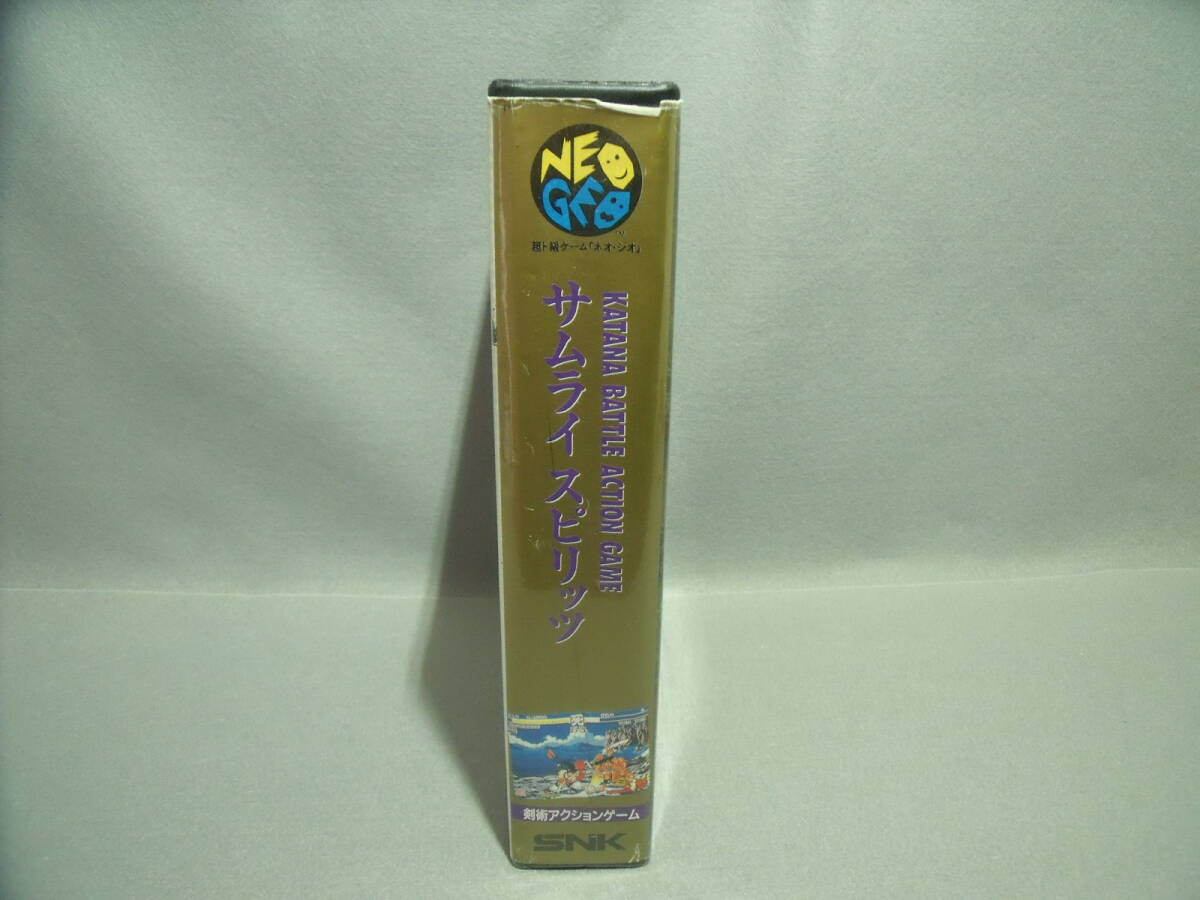 NEO
GEO
TM
超ド級ゲーム「ネオ・ジオ」
KATANA BATTLE ACTION GAME
サムライ スピリッツ
剣術アクションゲーム
SNK